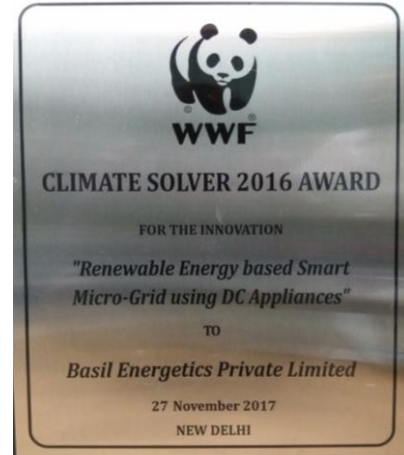 WWF
CLIMATE SOLVER 2016 AWARD
FOR THE INNOVATION
"Renewable Energy based Smart
Micro-Grid using DC Appliances"
TO
Basil Energetics Private Limited
27 November 2017
NEW DELHI